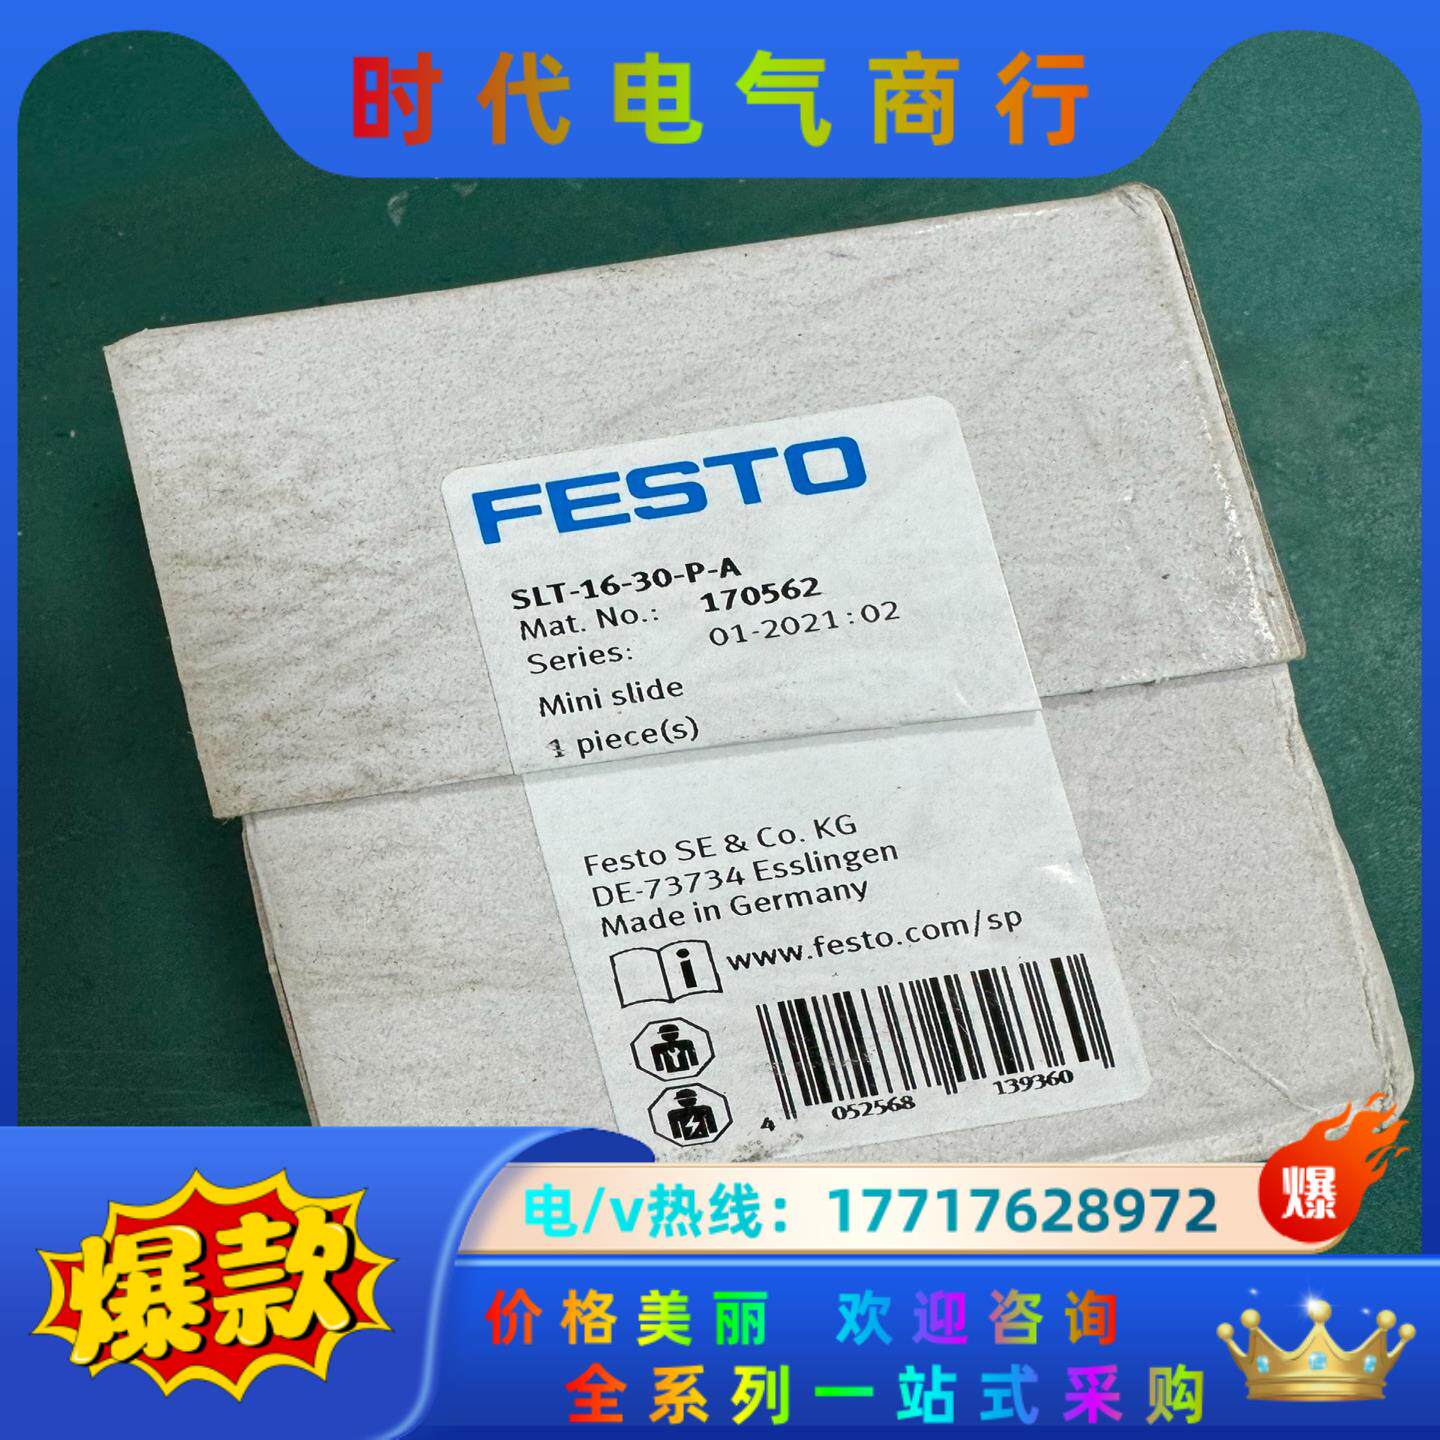 时代电气商行
FESTO
SLT-16-30-P-A
Mat. No.: 170562
Series: 01-2021:02
Mini slide
1 piece(s)
Festo SE & Co. KG
DE-73734 Esslingen
Made in Germany
www.festo.com/sp
4 052568 139360
电/v热线：17717628972
爆
爆款
价格美丽 欢迎咨询
全系列一站式采购